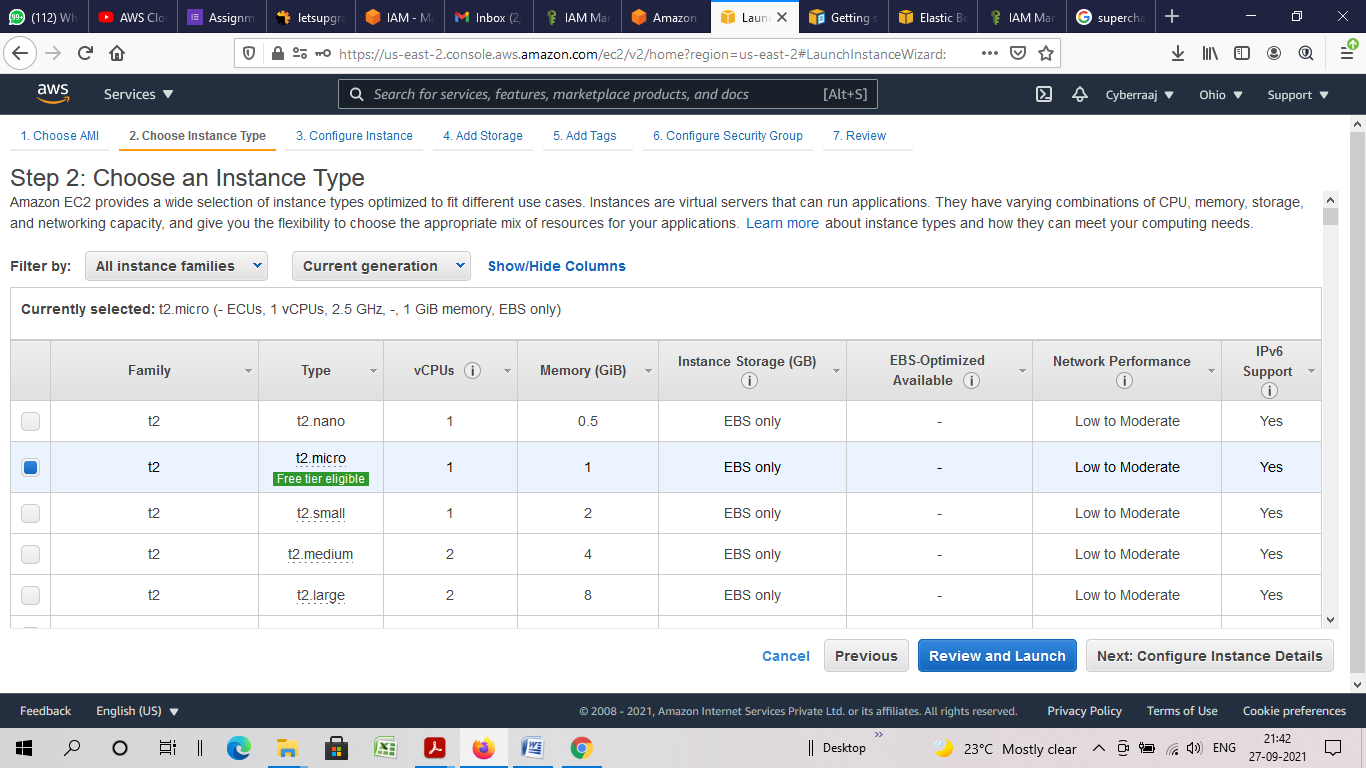 (112) Wh
AWS Clo
Assignm
letsupgra
IAM - Ma
Inbox (2,
IAM Mar
Amazon
Laun
Getting s
Elastic Be
IAM Mar
supercha
https://us-east-2.console.aws.amazon.com/ec2/v2/home?region=us-east-2#LaunchInstanceWizard:
aws Services Search for services, features, marketplace products, and docs [Alt+S] Cyberraaj Ohio Support
1. Choose AMI 2. Choose Instance Type 3. Configure Instance 4. Add Storage 5. Add Tags 6. Configure Security Group 7. Review
Step 2: Choose an Instance Type
Amazon EC2 provides a wide selection of instance types optimized to fit different use cases. Instances are virtual servers that can run applications. They have varying combinations of CPU, memory, storage,
and networking capacity, and give you the flexibility to choose the appropriate mix of resources for your applications. Learn more about instance types and how they can meet your computing needs.
Filter by: All instance families Current generation Show/Hide Columns
Currently selected: t2.micro (- ECUs, 1 vCPUs, 2.5 GHz, -, 1 GiB memory, EBS only)
Family Type vCPUs Memory (GiB) Instance Storage (GB) EBS-Optimized Available Network Performance IPv6 Support
t2 t2.nano 1 0.5 EBS only - Low to Moderate Yes
t2 t2.micro Free tier eligible 1 1 EBS only - Low to Moderate Yes
t2 t2.small 1 2 EBS only - Low to Moderate Yes
t2 t2.medium 2 4 EBS only - Low to Moderate Yes
t2 t2.large 2 8 EBS only - Low to Moderate Yes
Cancel Previous Review and Launch Next: Configure Instance Details
Feedback English (US) © 2008 - 2021, Amazon Internet Services Private Ltd. or its affiliates. All rights reserved. Privacy Policy Terms of Use Cookie preferences
Desktop 23°C Mostly clear ENG 21:42
27-09-2021